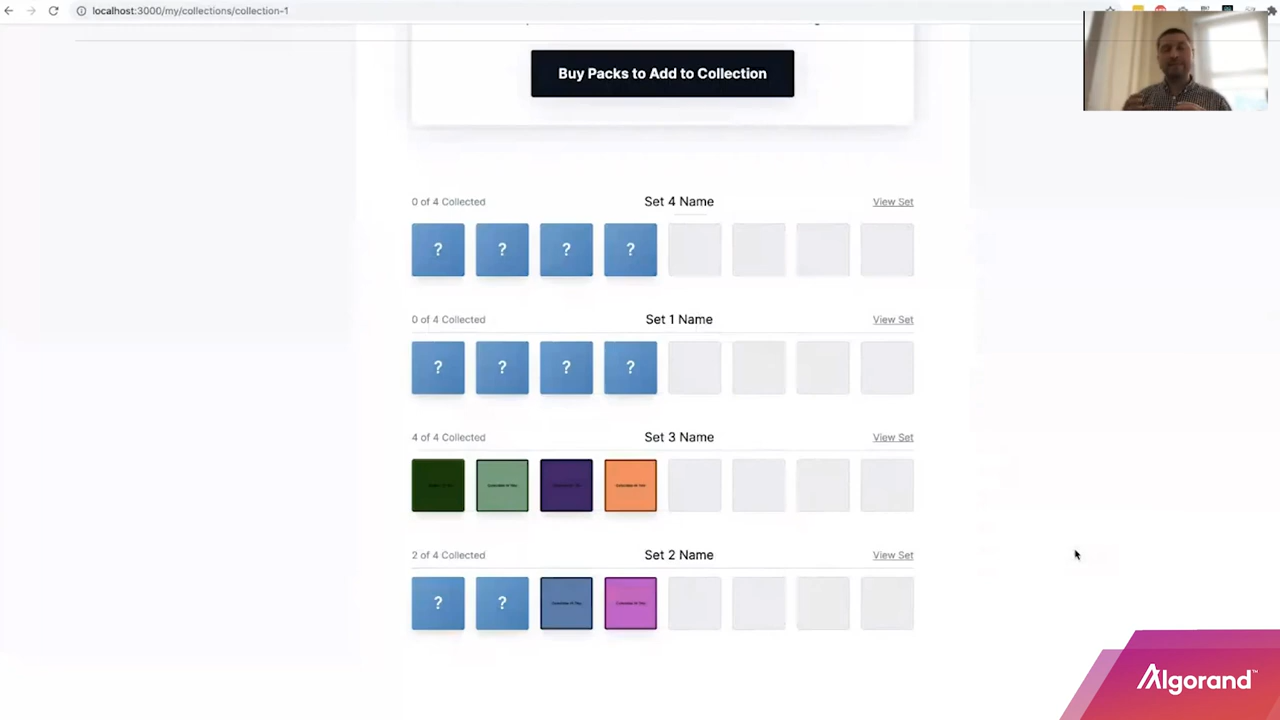 localhost:3000/my/collections/collection-1
Buy Packs to Add to Collection
0 of 4 Collected Set 4 Name View Set
? ? ? ?
0 of 4 Collected Set 1 Name View Set
? ? ? ?
4 of 4 Collected Set 3 Name View Set
2 of 4 Collected Set 2 Name View Set
? ?
Algorand™